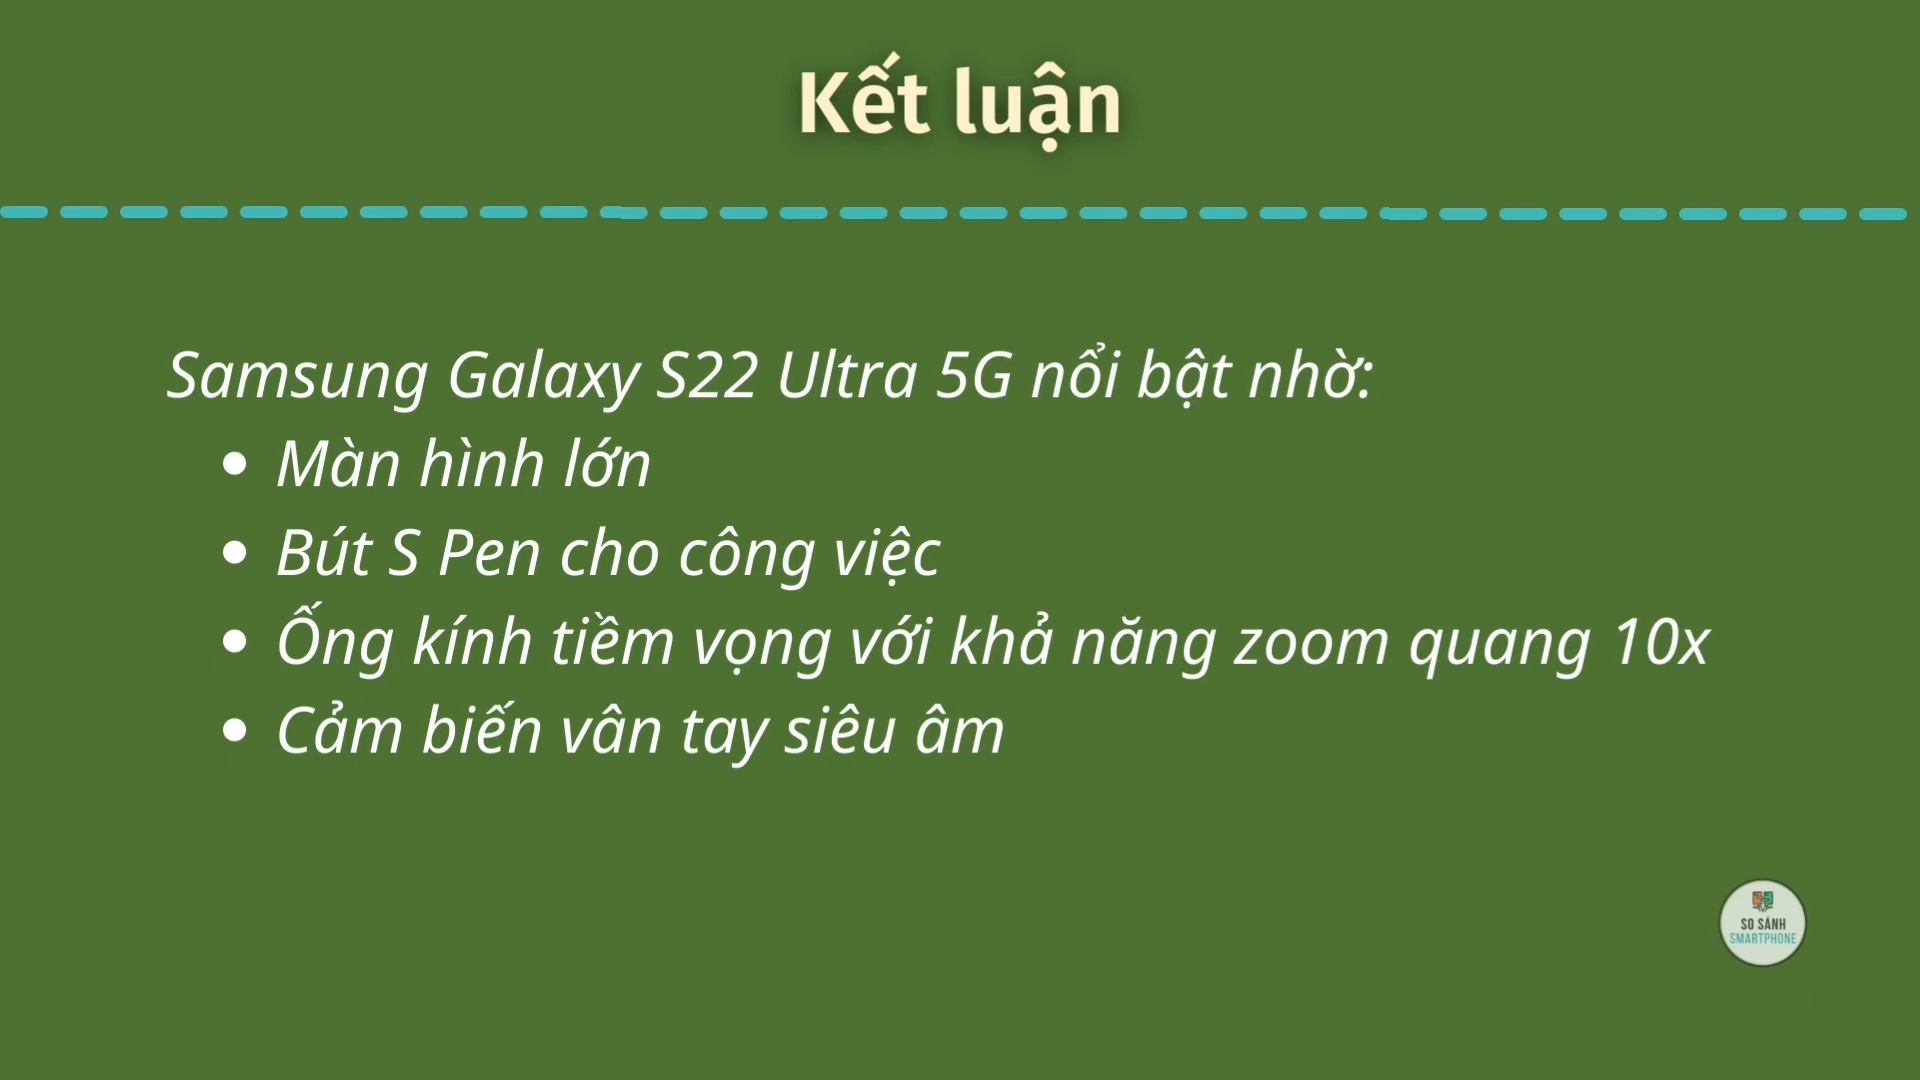 Kết luận
Samsung Galaxy S22 Ultra 5G nổi bật nhờ:
• Màn hình lớn
• Bút S Pen cho công việc
• Ống kính tiềm vọng với khả năng zoom quang 10x
• Cảm biến vân tay siêu âm
SO SÁNH
SMARTPHONE